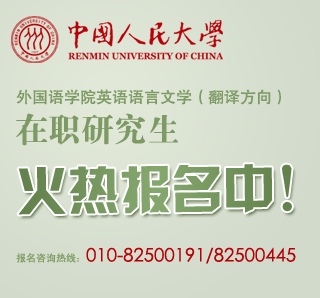 中國人民大學
RENMIN UNIVERSITY OF CHINA
外国语学院英语语言文学（翻译方向）
在职研究生
火热报名中！
报名咨询热线：010-82500191/82500445